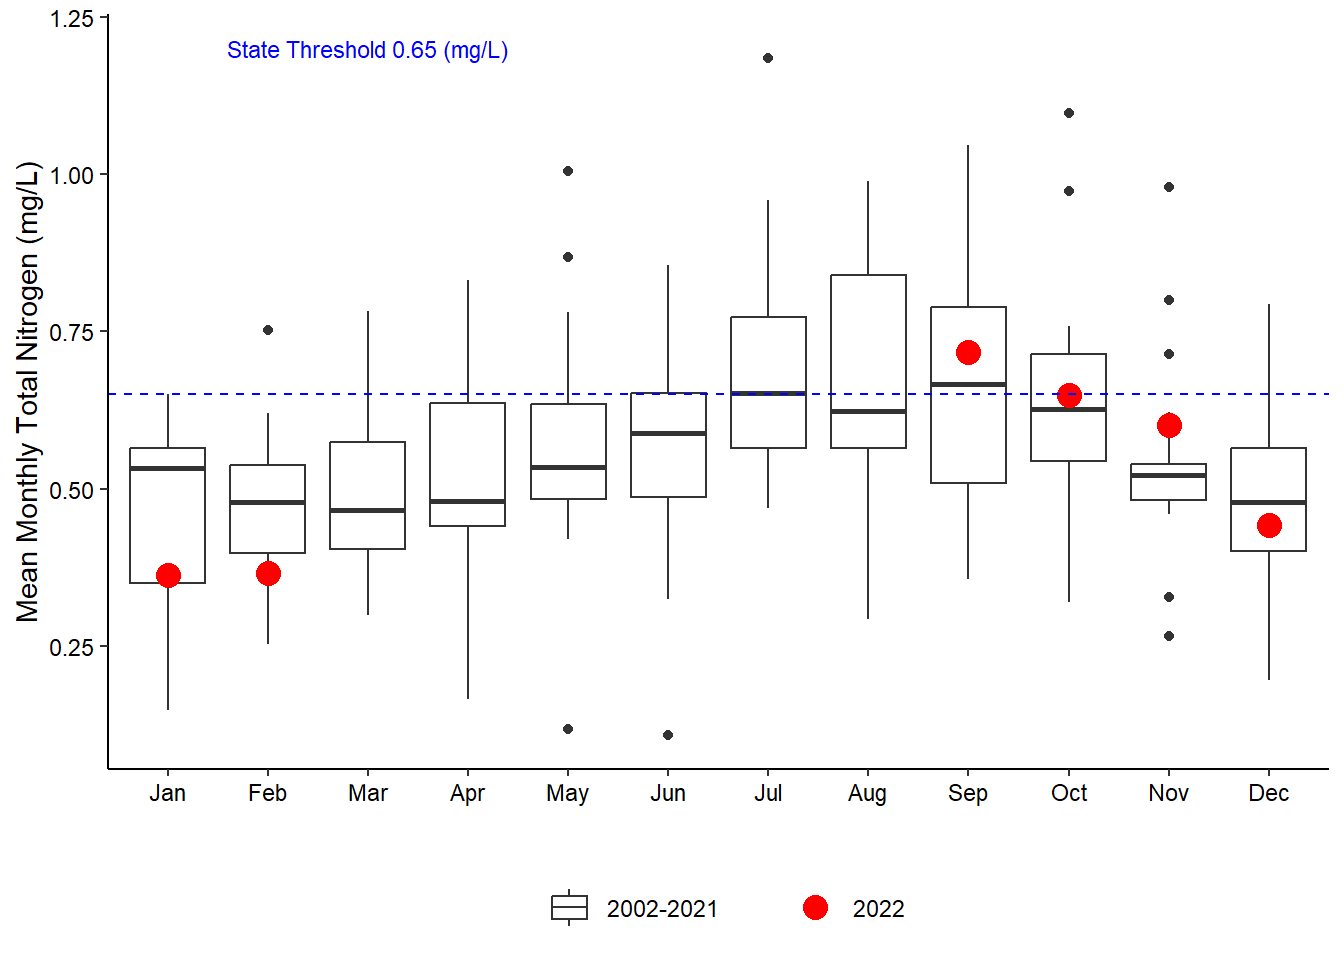 State Threshold 0.65 (mg/L)
Mean Monthly Total Nitrogen (mg/L)
1.25
1.00
0.75
0.50
0.25
Jan Feb Mar Apr May Jun Jul Aug Sep Oct Nov Dec
2002-2021 2022